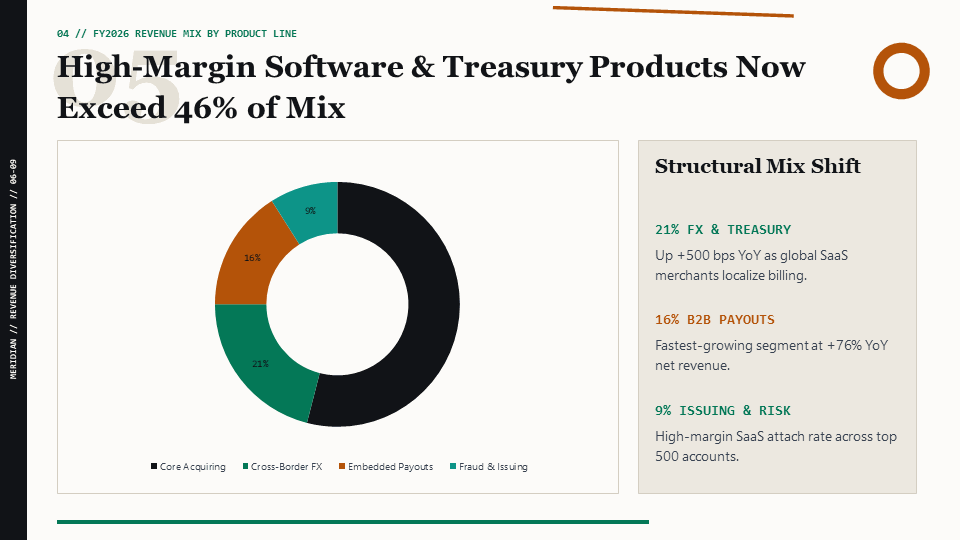 04 // FY2026 REVENUE MIX BY PRODUCT LINE
05
High-Margin Software & Treasury Products Now
Exceed 46% of Mix
MERIDIAN // REVENUE DIVERSIFICATION // 06-09
9%
16%
21%
Core Acquiring
Cross-Border FX
Embedded Payouts
Fraud & Issuing
Structural Mix Shift
21% FX & TREASURY
Up +500 bps YoY as global SaaS
merchants localize billing.
16% B2B PAYOUTS
Fastest-growing segment at +76% YoY
net revenue.
9% ISSUING & RISK
High-margin SaaS attach rate across top
500 accounts.